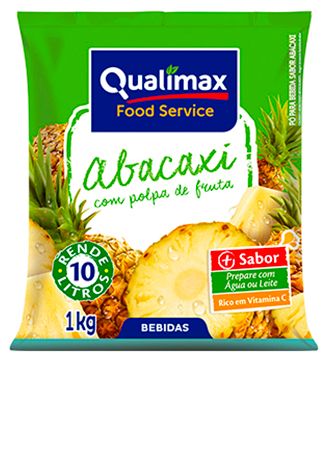 Qualimax
Food Service
abacaxi
com polpa de fruta
RENDE
10
LITROS
1kg
+ Sabor
Prepare com
Água ou Leite
Rico em Vitamina C
BEBIDAS
PÓ PARA BEBIDA SABOR ABACAXI